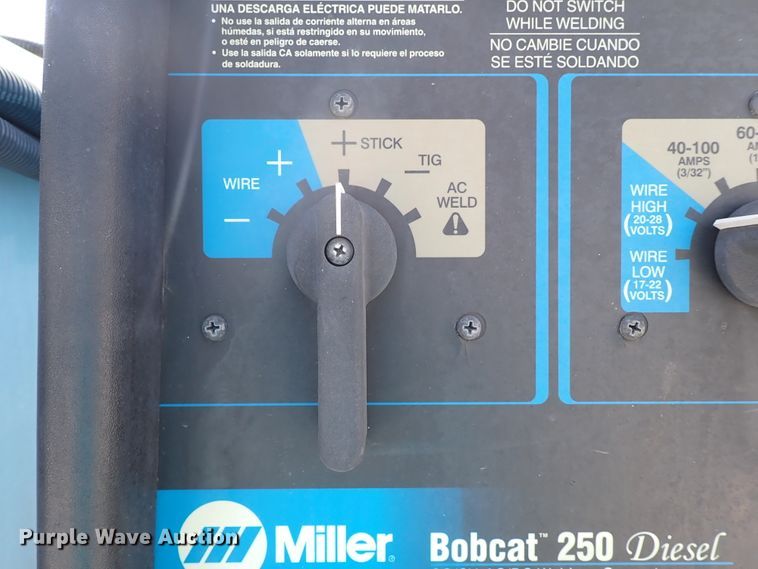 UNA DESCARGA ELÉCTRICA PUEDE MATARLO.
• No use la salida de corriente alterna en áreas
húmedas, si está restringido en su movimiento,
o esté en peligro de caerse.
• Use la salida CA solamente si lo requiere el proceso
de soldadura.
DO NOT SWITCH
WHILE WELDING
NO CAMBIE CUANDO
SE ESTÉ SOLDANDO
WIRE
+
−
+ STICK
− TIG
AC
WELD
40-100
AMPS
(3/32")
WIRE
HIGH
(20-28
VOLTS)
WIRE
LOW
(17-22
VOLTS)
Miller®
Bobcat™ 250 Diesel
Purple Wave Auction